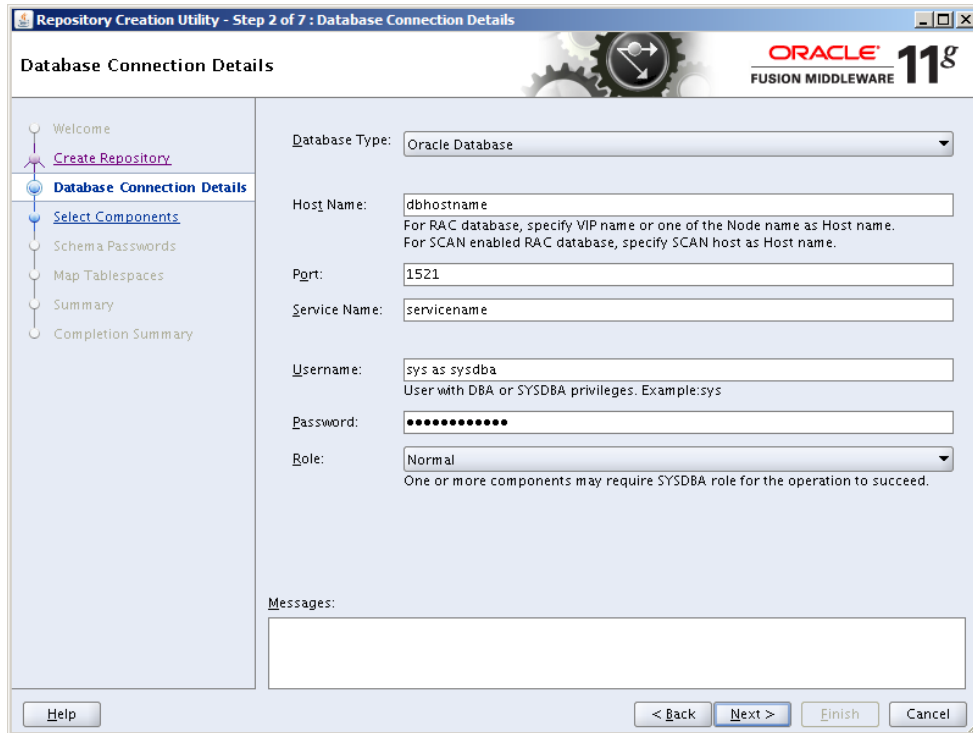 Repository Creation Utility - Step 2 of 7 : Database Connection Details
Database Connection Details
ORACLE
FUSION MIDDLEWARE
11g
Welcome
Create Repository
Database Connection Details
Select Components
Schema Passwords
Map Tablespaces
Summary
Completion Summary
Database Type: Oracle Database
Host Name: dbhostname
For RAC database, specify VIP name or one of the Node name as Host name.
For SCAN enabled RAC database, specify SCAN host as Host name.
Port: 1521
Service Name: servicename
Username: sys as sysdba
User with DBA or SYSDBA privileges. Example:sys
Password: ●●●●●●●●●●●●
Role: Normal
One or more components may require SYSDBA role for the operation to succeed.
Messages:
Help
< Back
Next >
Finish
Cancel